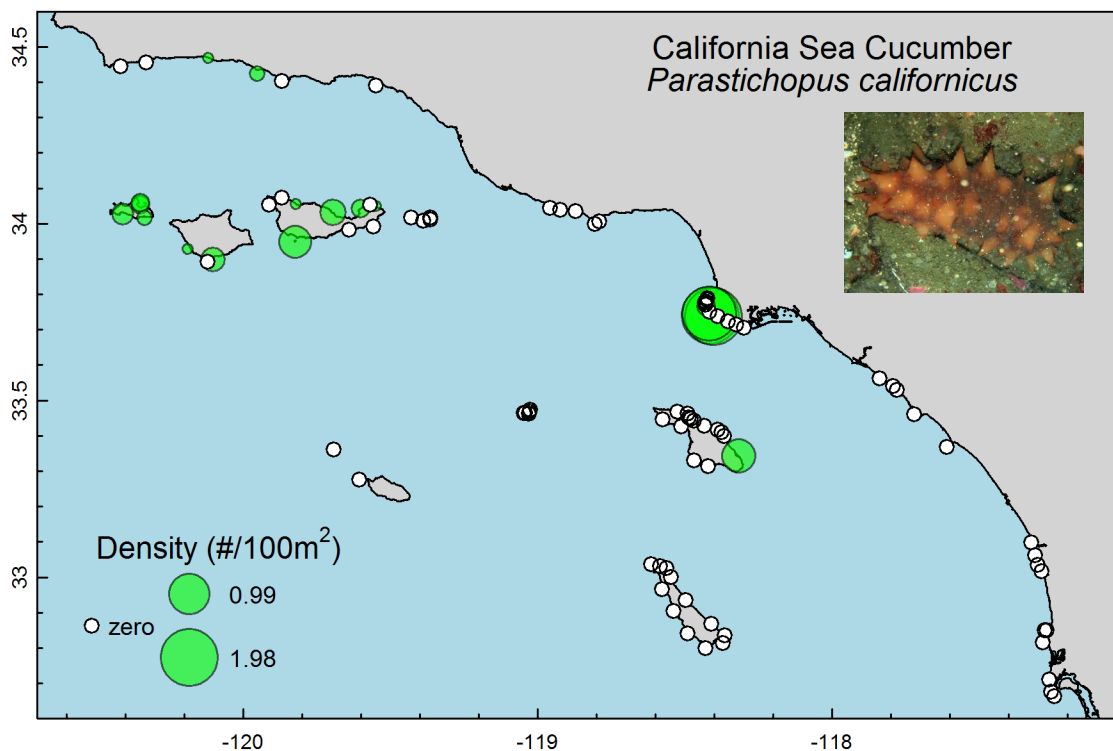 California Sea Cucumber
Parastichopus californicus
34.5
34
33.5
33
Density (#/100m²)
0.99
zero
1.98
-120
-119
-118